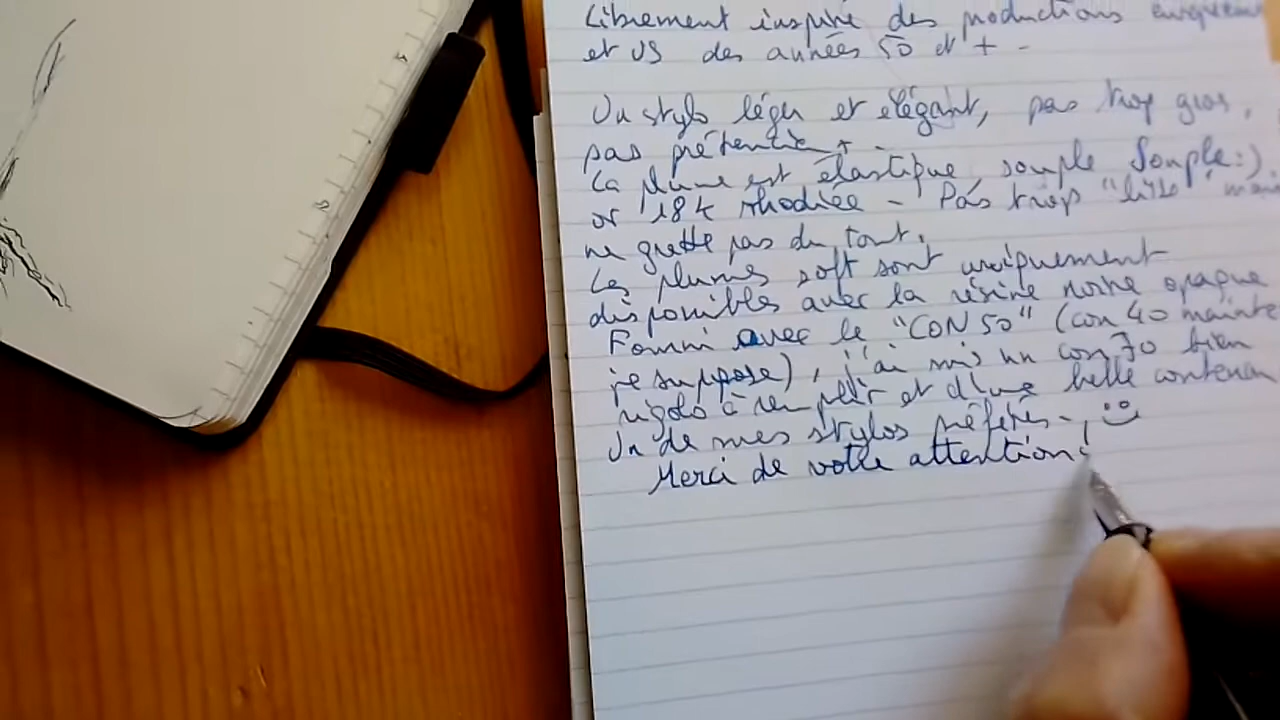 Librement inspiré des productions
et US des années 50 et + -
Un stylo léger et élégant, pas trop gros,
pas prétentieux
La plume est élastique, souple souple :)
or 18 K rhodiée - Pas trop "lisse" mais
ne gratte pas du tout.
Les plumes soft sont uniquement
disponibles avec la résine noire opaque
Fourni avec le "CON 50" (con 40 mainte
je suppose), j'ai mis un con 70 bien
rigolo à remplir et d'une belle contenan
Un de mes stylos préférés - , :)
Merci de votre attention !